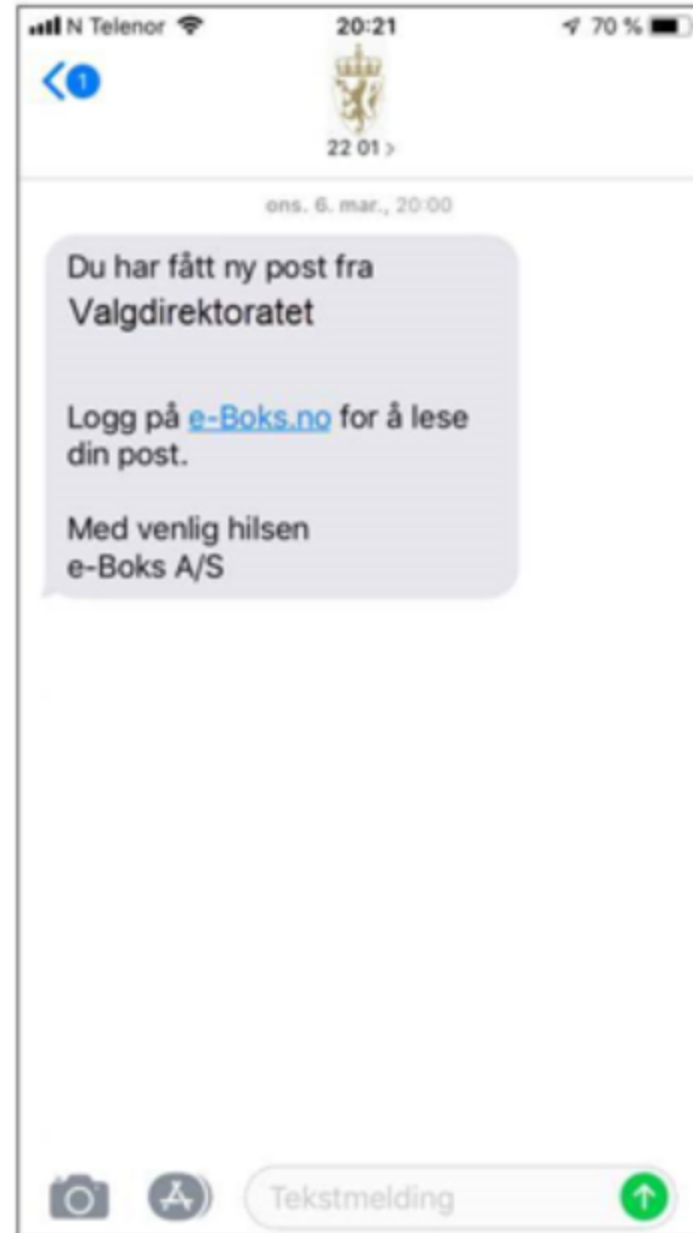 N Telenor 20:21 70 %
1
22 01 >
ons. 6. mar., 20:00
Du har fått ny post fra
Valgdirektoratet
Logg på e-Boks.no for å lese
din post.
Med venlig hilsen
e-Boks A/S
Tekstmelding